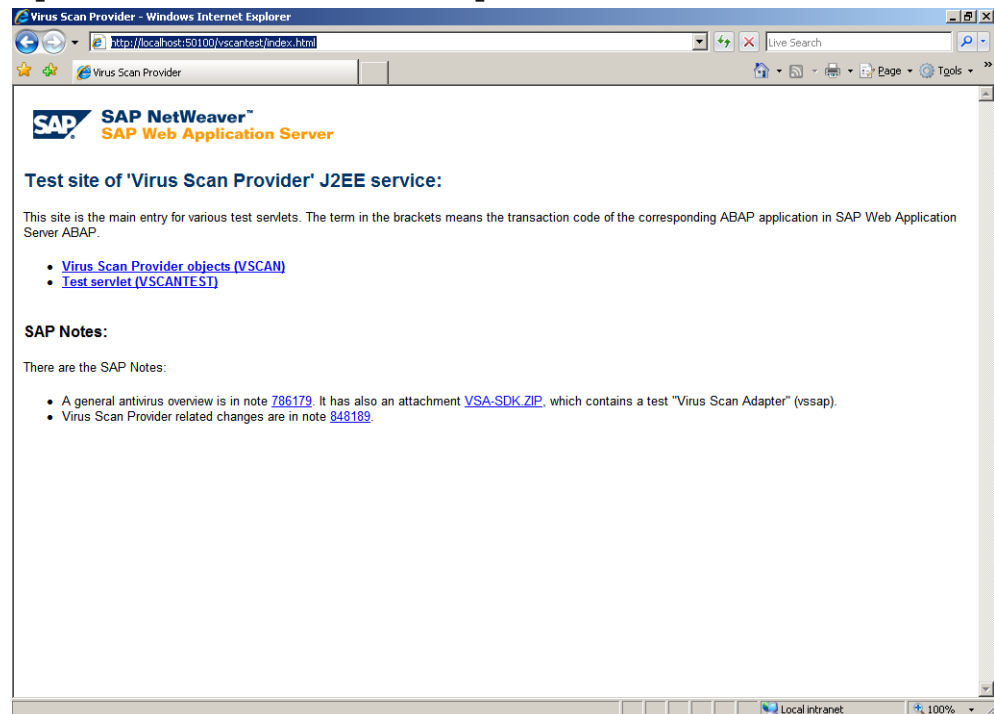 Virus Scan Provider - Windows Internet Explorer
http://localhost:50100/vscantest/index.html
Live Search
Virus Scan Provider
Page
Tools
»
SAP
SAP NetWeaver™
SAP Web Application Server
Test site of 'Virus Scan Provider' J2EE service:
This site is the main entry for various test servlets. The term in the brackets means the transaction code of the corresponding ABAP application in SAP Web Application
Server ABAP.
• Virus Scan Provider objects (VSCAN)
• Test servlet (VSCANTEST)
SAP Notes:
There are the SAP Notes:
• A general antivirus overview is in note 786179. It has also an attachment VSA-SDK.ZIP, which contains a test "Virus Scan Adapter" (vssap).
• Virus Scan Provider related changes are in note 848189.
Local intranet
100%